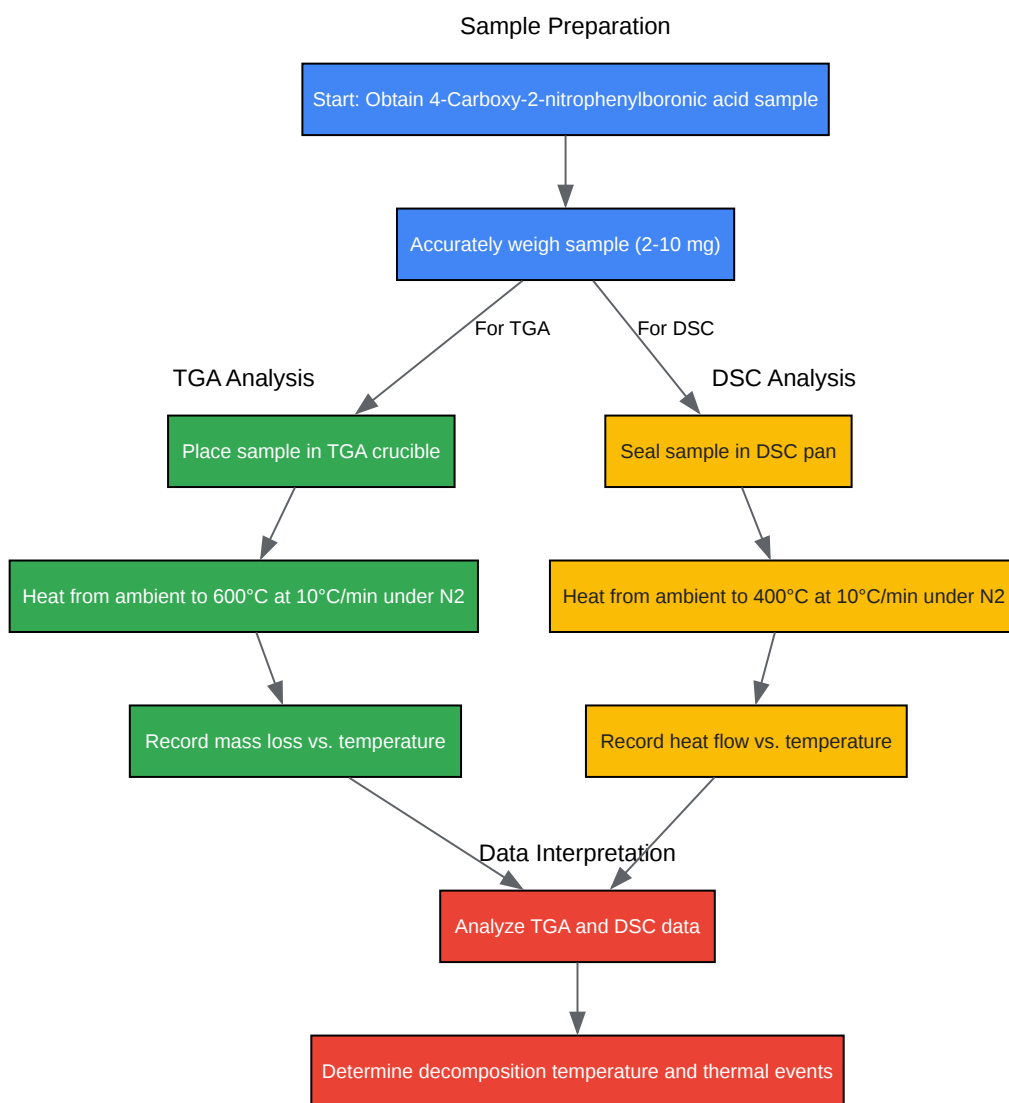 Sample Preparation
Start: Obtain 4-Carboxy-2-nitrophenylboronic acid sample
Accurately weigh sample (2-10 mg)
For TGA
For DSC
TGA Analysis
DSC Analysis
Place sample in TGA crucible
Seal sample in DSC pan
Heat from ambient to 600°C at 10°C/min under N2
Heat from ambient to 400°C at 10°C/min under N2
Record mass loss vs. temperature
Record heat flow vs. temperature
Data Interpretation
Analyze TGA and DSC data
Determine decomposition temperature and thermal events